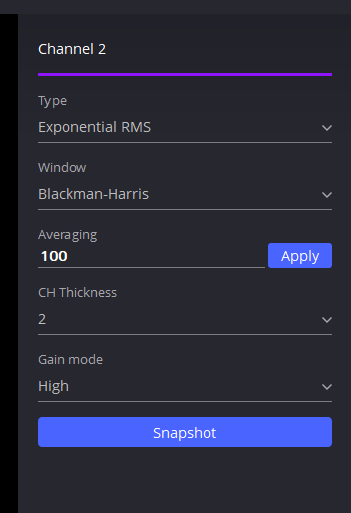 Channel 2
Type
Exponential RMS
Window
Blackman-Harris
Averaging
100 Apply
CH Thickness
2
Gain mode
High
Snapshot